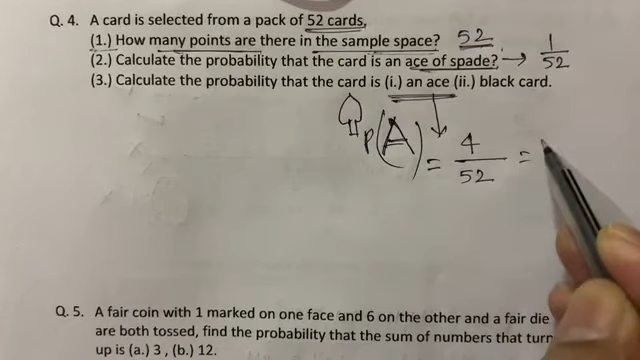 Q. 4. A card is selected from a pack of 52 cards,
(1.) How many points are there in the sample space? 52
(2.) Calculate the probability that the card is an ace of spade? → 1/52
(3.) Calculate the probability that the card is (i.) an ace (ii.) black card.
P(A) = 4/52 =
Q. 5. A fair coin with 1 marked on one face and 6 on the other and a fair die
are both tossed, find the probability that the sum of numbers that turn
up is (a.) 3 , (b.) 12.